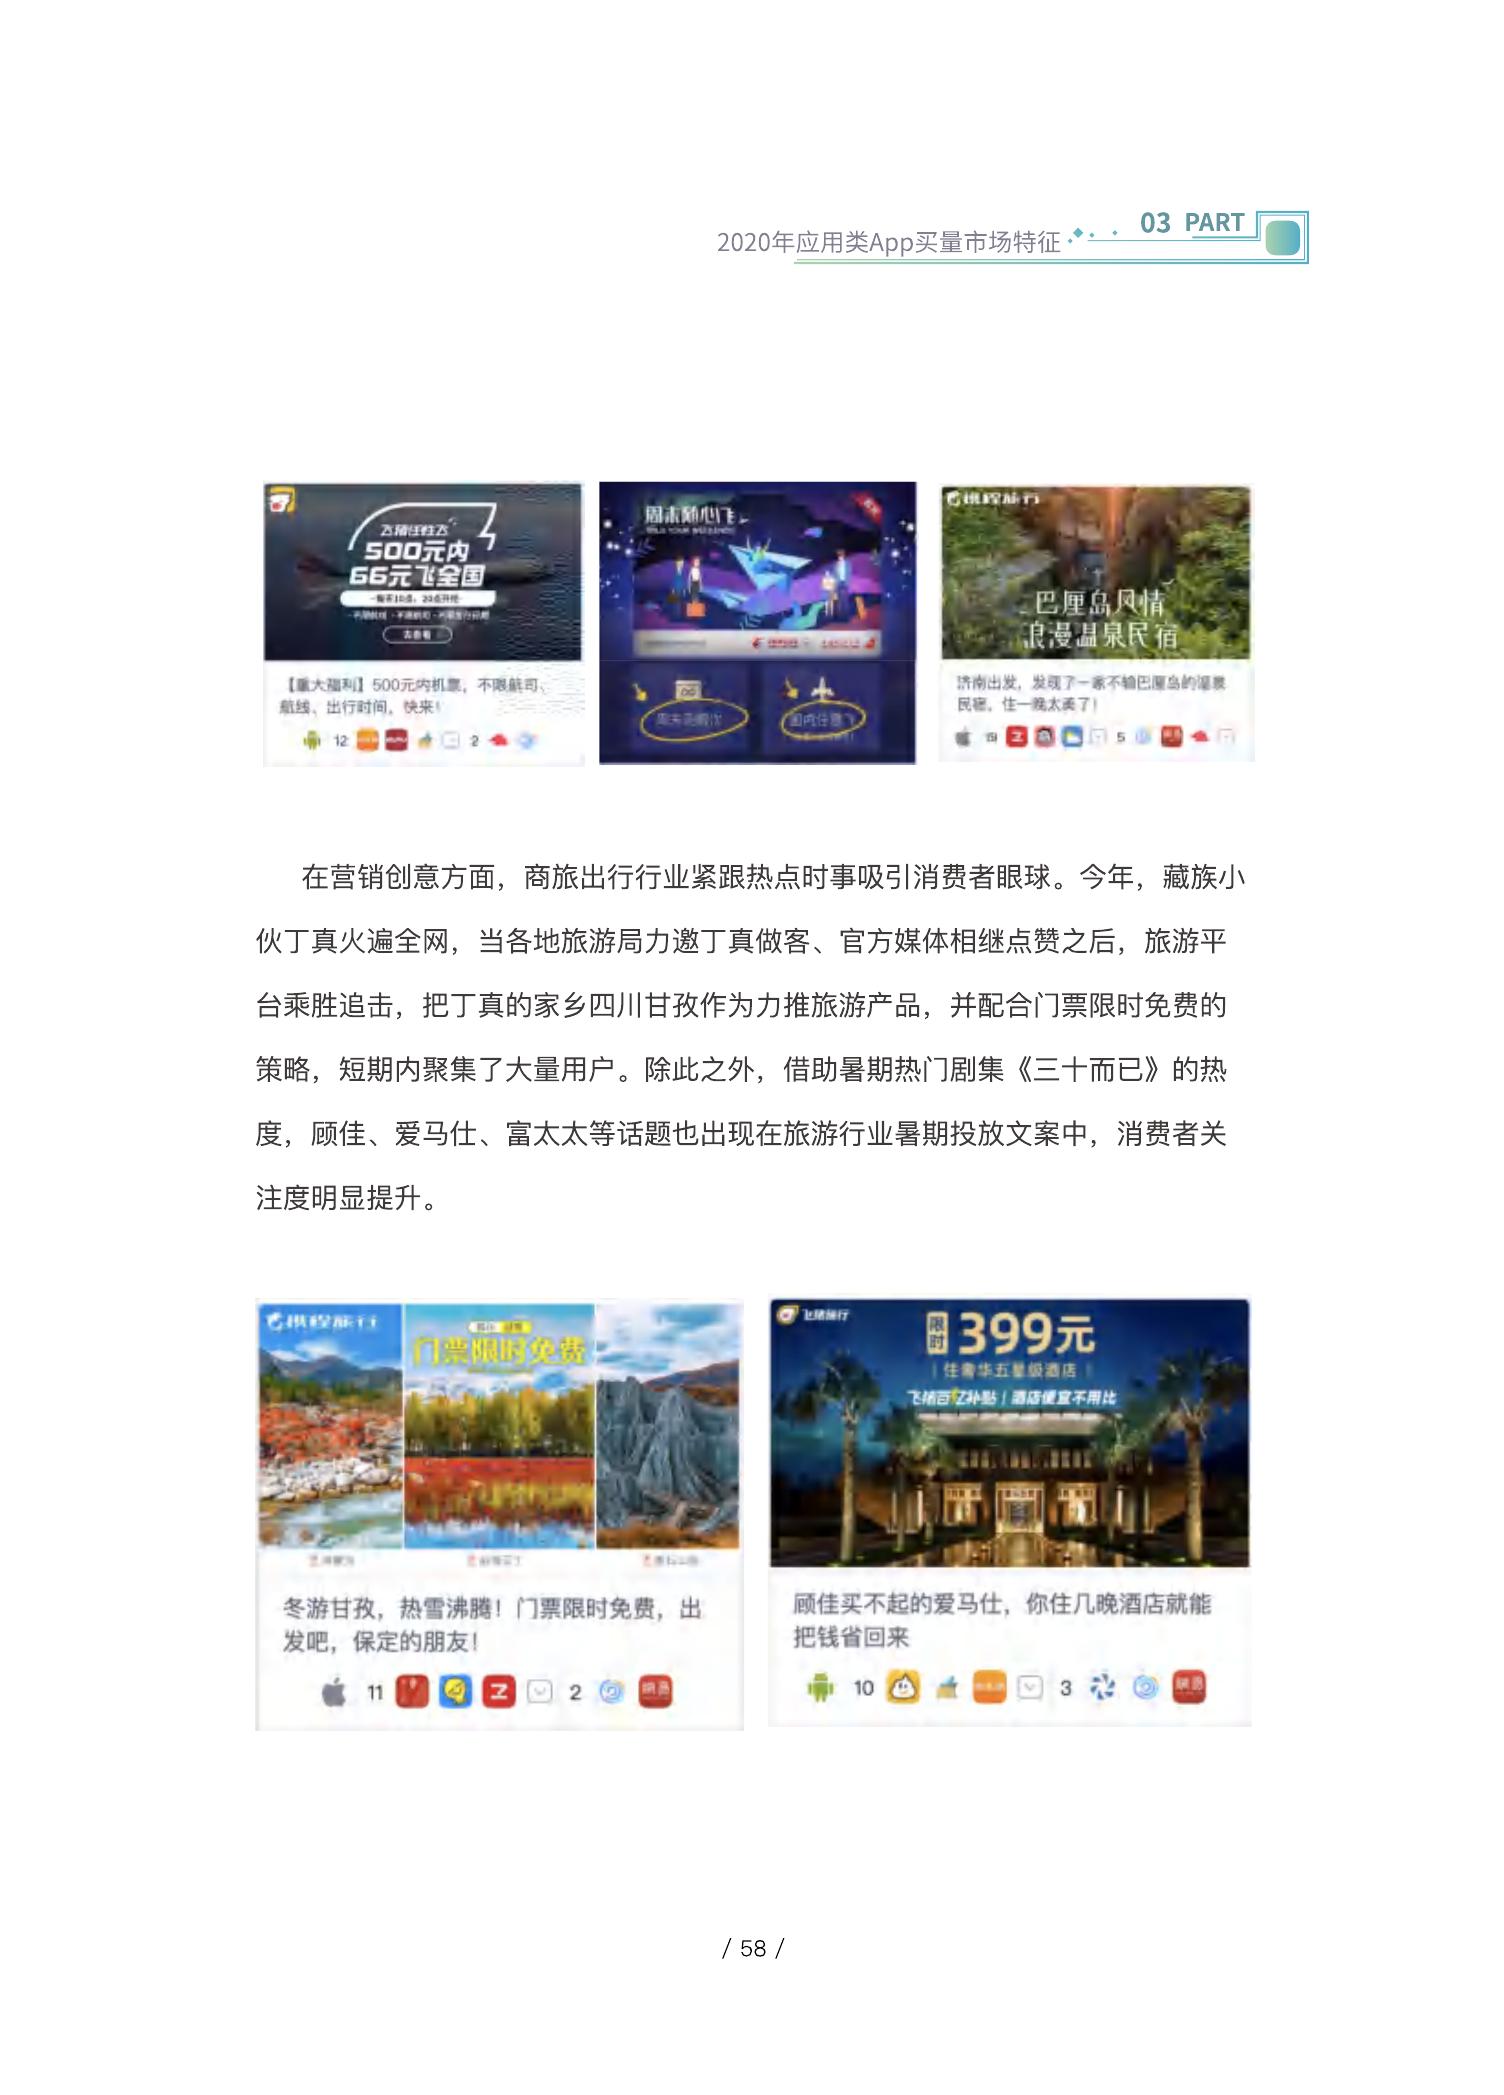 03 PART
2020年应用类App买量市场特征
飞猪任性飞
500元内
66元飞全国
去查看
周末随心飞
携程旅行
巴厘岛风情
浪漫温泉民宿
【重大福利】500元内机票，不限航司、
航线、出行时间，快来！
12
2
国内任意飞
济南出发，发现了一家不输巴厘岛的温泉
民宿，住一晚太美了！
5
在营销创意方面，商旅出行行业紧跟热点时事吸引消费者眼球。今年，藏族小
伙丁真火遍全网，当各地旅游局力邀丁真做客、官方媒体相继点赞之后，旅游平
台乘胜追击，把丁真的家乡四川甘孜作为力推旅游产品，并配合门票限时免费的
策略，短期内聚集了大量用户。除此之外，借助暑期热门剧集《三十而已》的热
度，顾佳、爱马仕、富太太等话题也出现在旅游行业暑期投放文案中，消费者关
注度明显提升。
携程旅行
门票限时免费
冬游甘孜，热雪沸腾！门票限时免费，出
发吧，保定的朋友！
11
2
飞猪旅行
限时 399元
住奢华五星级酒店
飞猪百亿补贴 | 酒店便宜不用比
顾佳买不起的爱马仕，你住几晚酒店就能
把钱省回来
10
3
/ 58 /